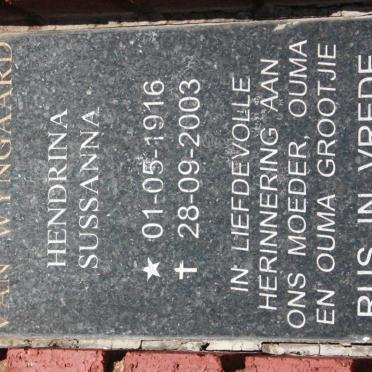 VAN WYNGAARD
HENDRINA
SUSSANNA
★ 01-05-1916
✝ 28-09-2003
IN LIEFDEVOLLE
HERINNERING AAN
ONS MOEDER, OUMA
EN OUMA GROOTJIE
RUS IN VREDE